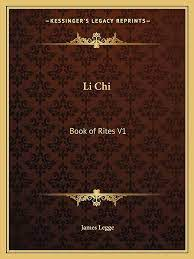 KESSINGER'S LEGACY REPRINTS
Li Chi
Book of Rites V1
James Legge